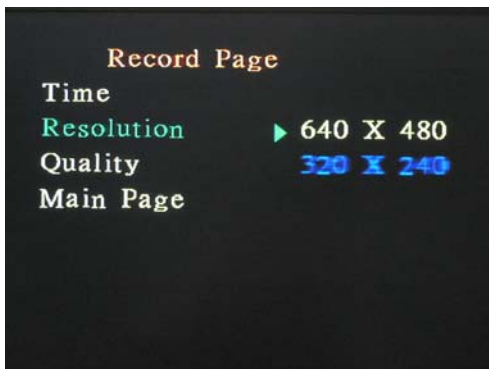 Record Page
Time
Resolution ▶ 640 X 480
Quality 320 X 240
Main Page